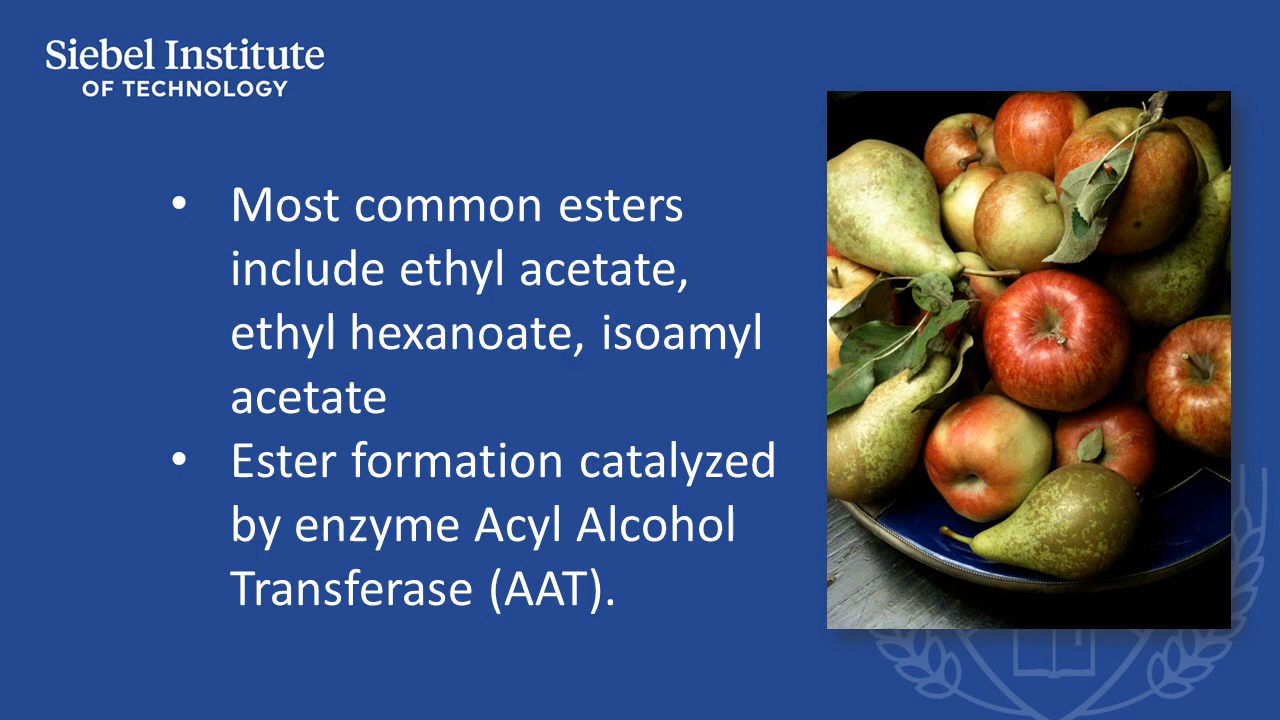 Siebel Institute
OF TECHNOLOGY
• Most common esters
include ethyl acetate,
ethyl hexanoate, isoamyl
acetate
• Ester formation catalyzed
by enzyme Acyl Alcohol
Transferase (AAT).